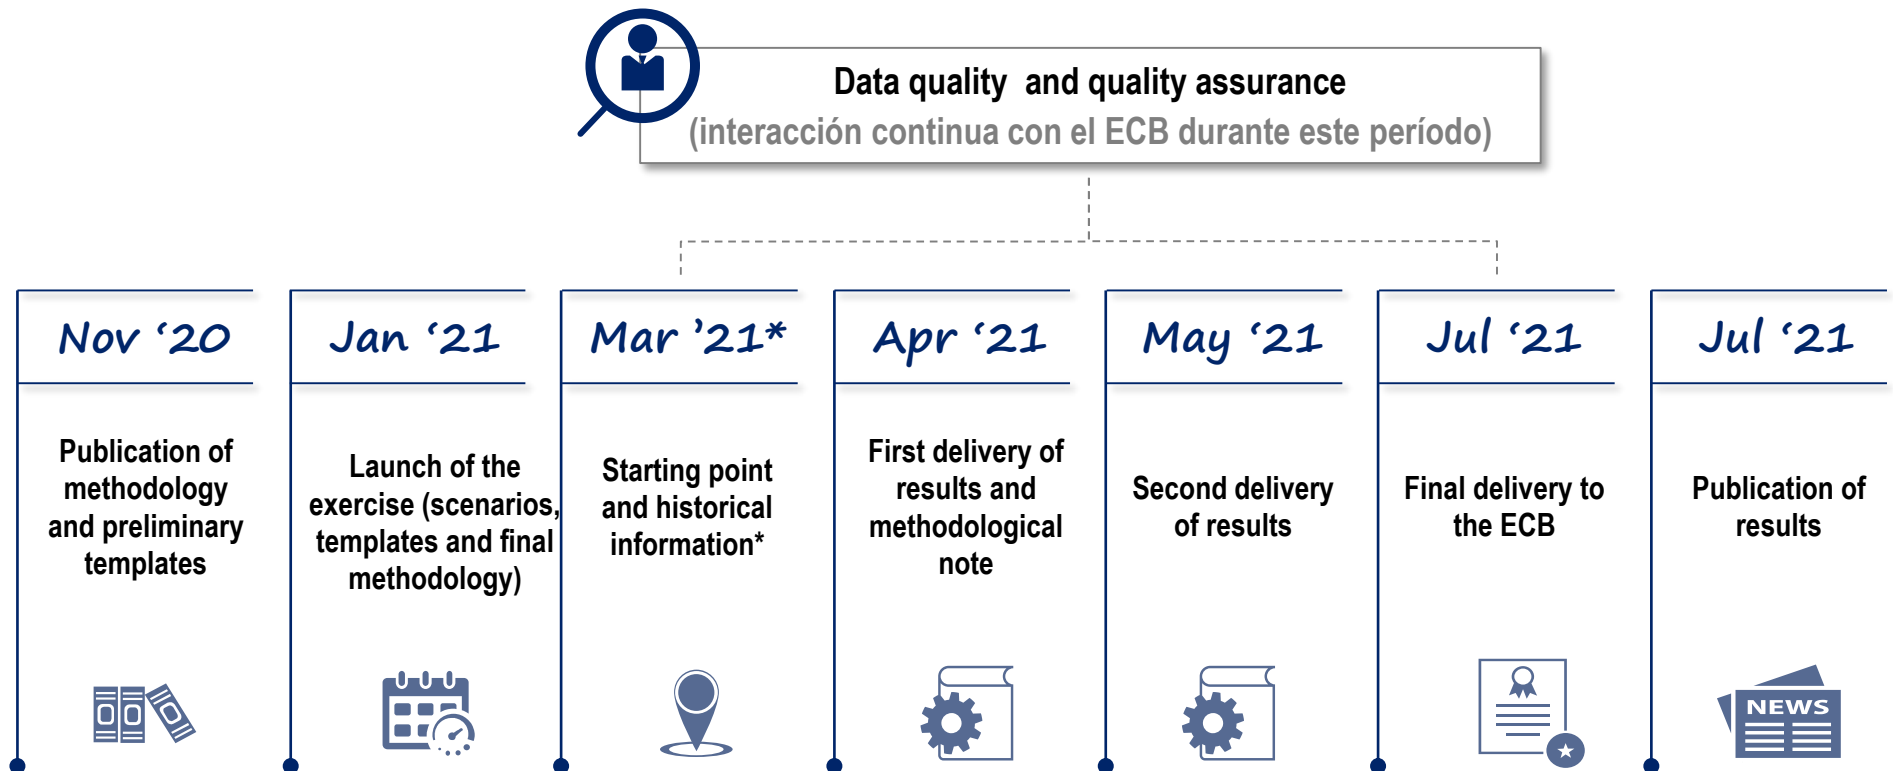 Data quality and quality assurance
(interacción continua con el ECB durante este período)
Nov ‘20
Jan ‘21
Mar ’21*
Apr ‘21
May ‘21
Jul ‘21
Jul ‘21
Publication of
methodology
and preliminary
templates
Launch of the
exercise (scenarios,
templates and final
methodology)
Starting point
and historical
information*
First delivery of
results and
methodological
note
Second delivery
of results
Final delivery to
the ECB
Publication of
results
NEWS